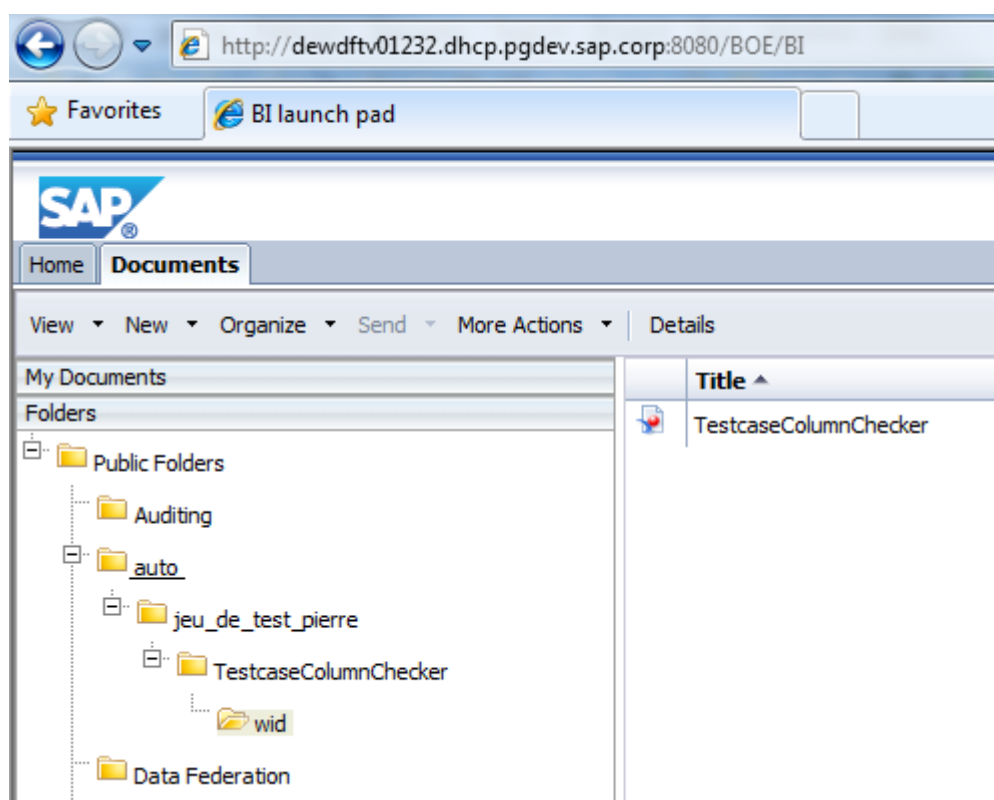 http://dewdftv01232.dhcp.pgdev.sap.corp:8080/BOE/BI
Favorites BI launch pad
SAP®
Home Documents
View New Organize Send More Actions Details
My Documents Title
Folders
TestcaseColumnChecker
Public Folders
Auditing
auto
jeu_de_test_pierre
TestcaseColumnChecker
wid
Data Federation